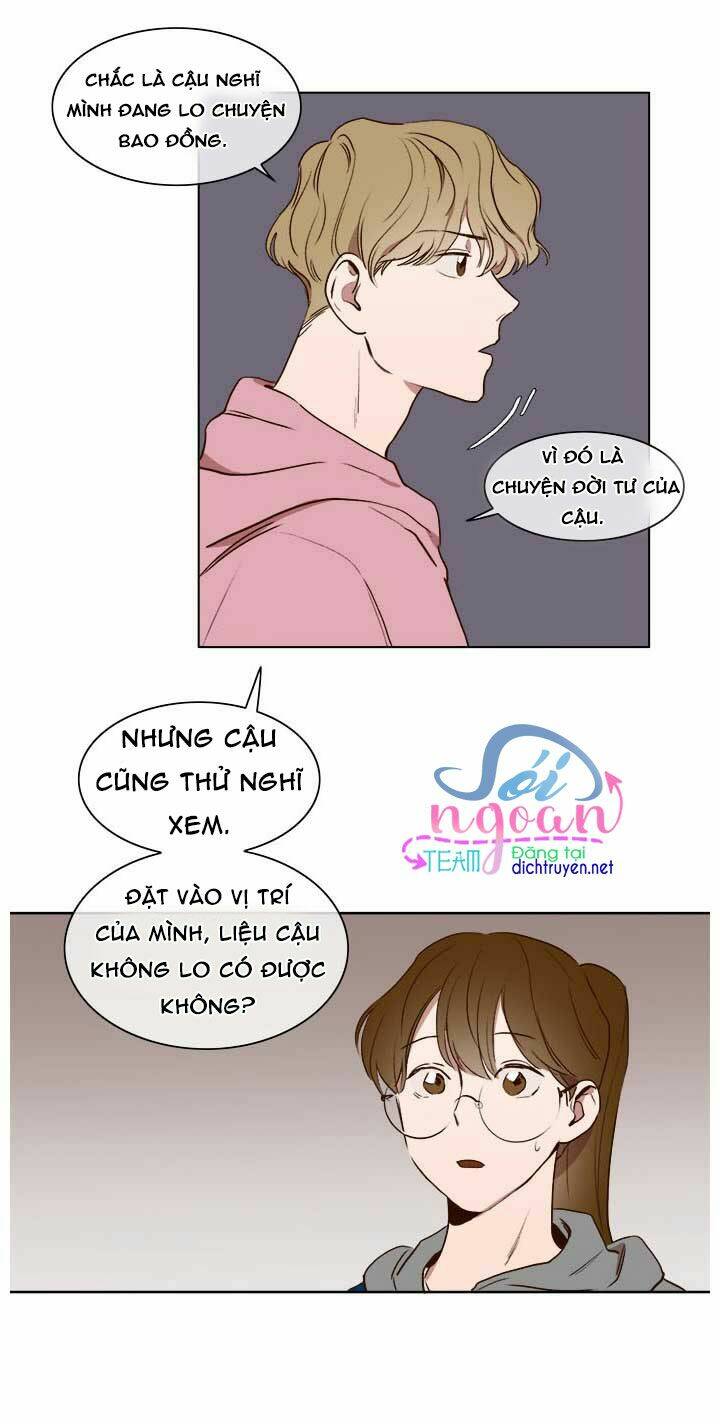 CHẮC LÀ CẬU NGHĨ
MÌNH ĐANG LO CHUYỆN
BAO ĐỒNG.
VÌ ĐÓ LÀ
CHUYỆN ĐỜI TƯ CỦA
CẬU.
NHƯNG CẬU
CŨNG THỬ NGHĨ
XEM.
Sói
ngoan
TEAM
Đăng tại
dichtruyen.net
ĐẶT VÀO VỊ TRÍ
CỦA MÌNH, LIỆU CẬU
KHÔNG LO CÓ ĐƯỢC
KHÔNG?